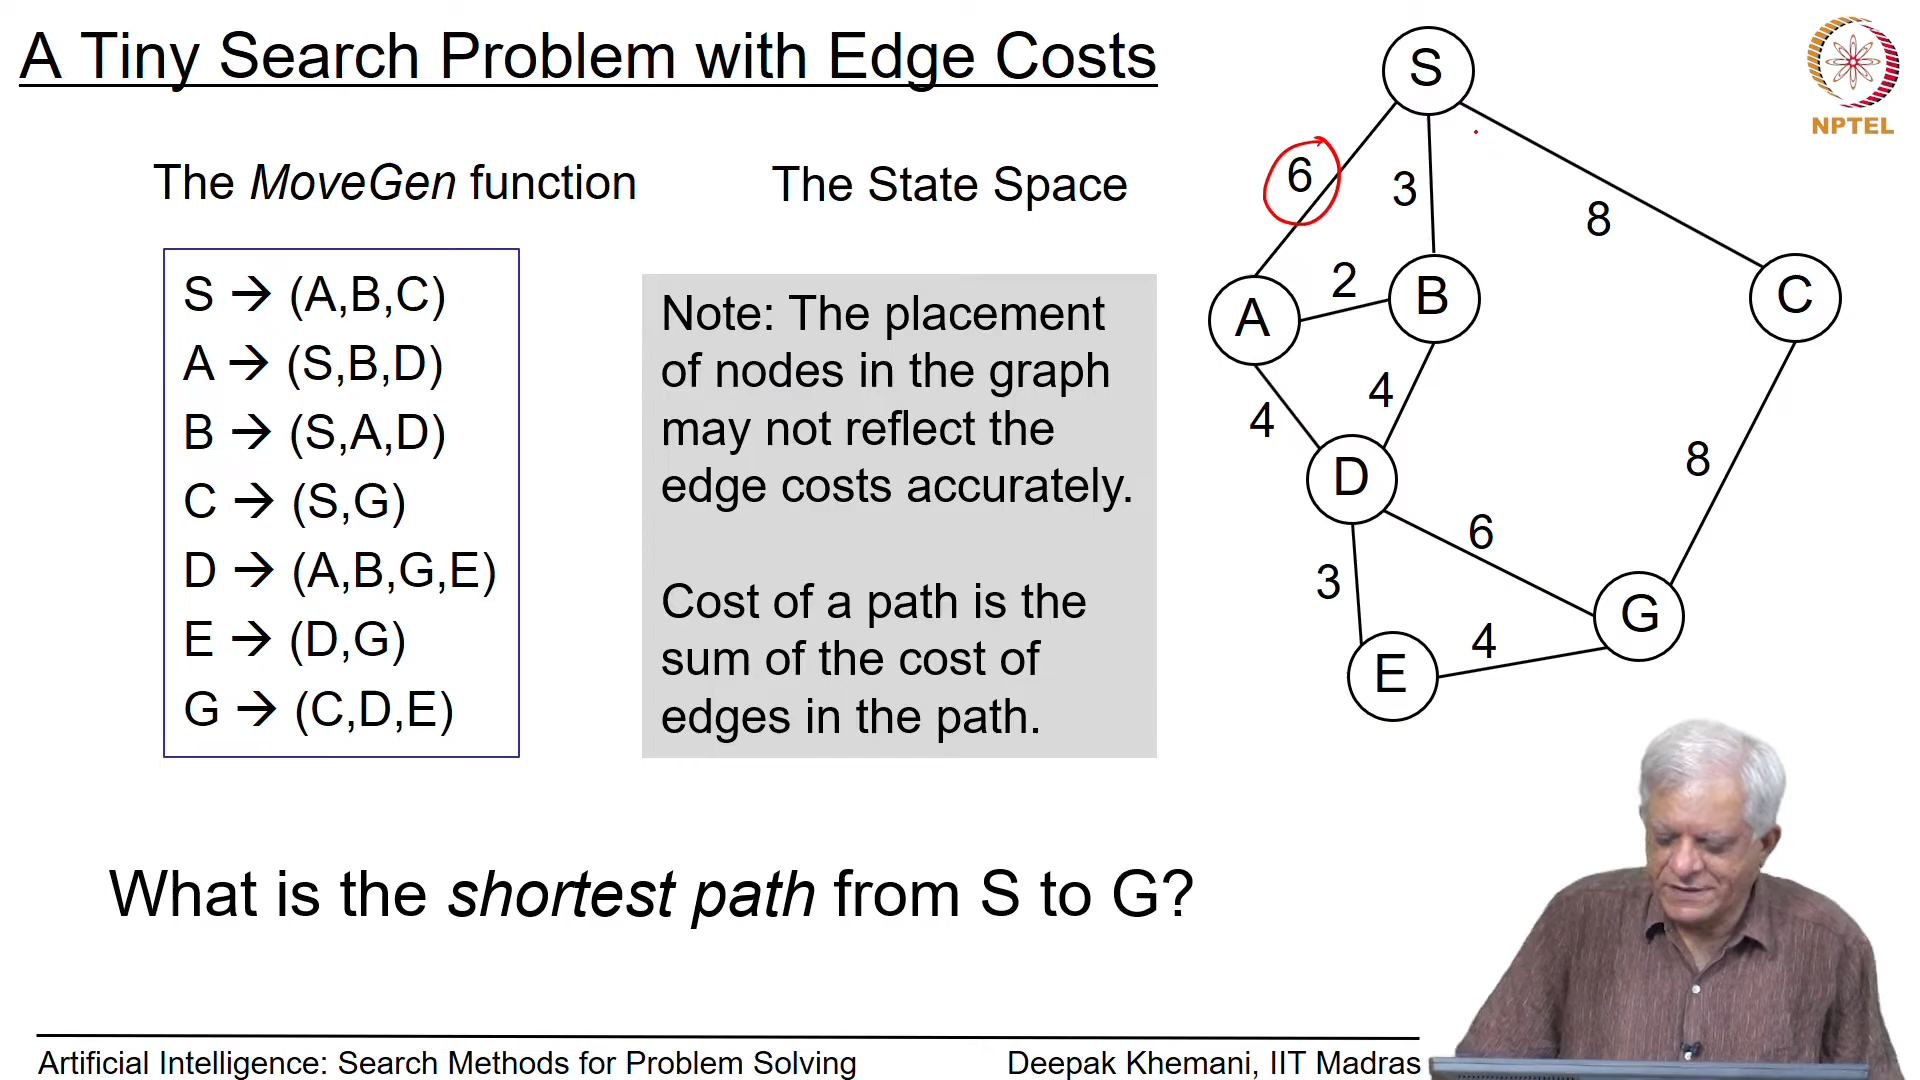 A Tiny Search Problem with Edge Costs
The MoveGen function
S → (A,B,C)
A → (S,B,D)
B → (S,A,D)
C → (S,G)
D → (A,B,G,E)
E → (D,G)
G → (C,D,E)
The State Space
Note: The placement
of nodes in the graph
may not reflect the
edge costs accurately.
Cost of a path is the
sum of the cost of
edges in the path.
S
6
3
8
A
2
B
C
4
4
D
8
6
3
G
4
E
NPTEL
What is the shortest path from S to G?
Artificial Intelligence: Search Methods for Problem Solving
Deepak Khemani, IIT Madras